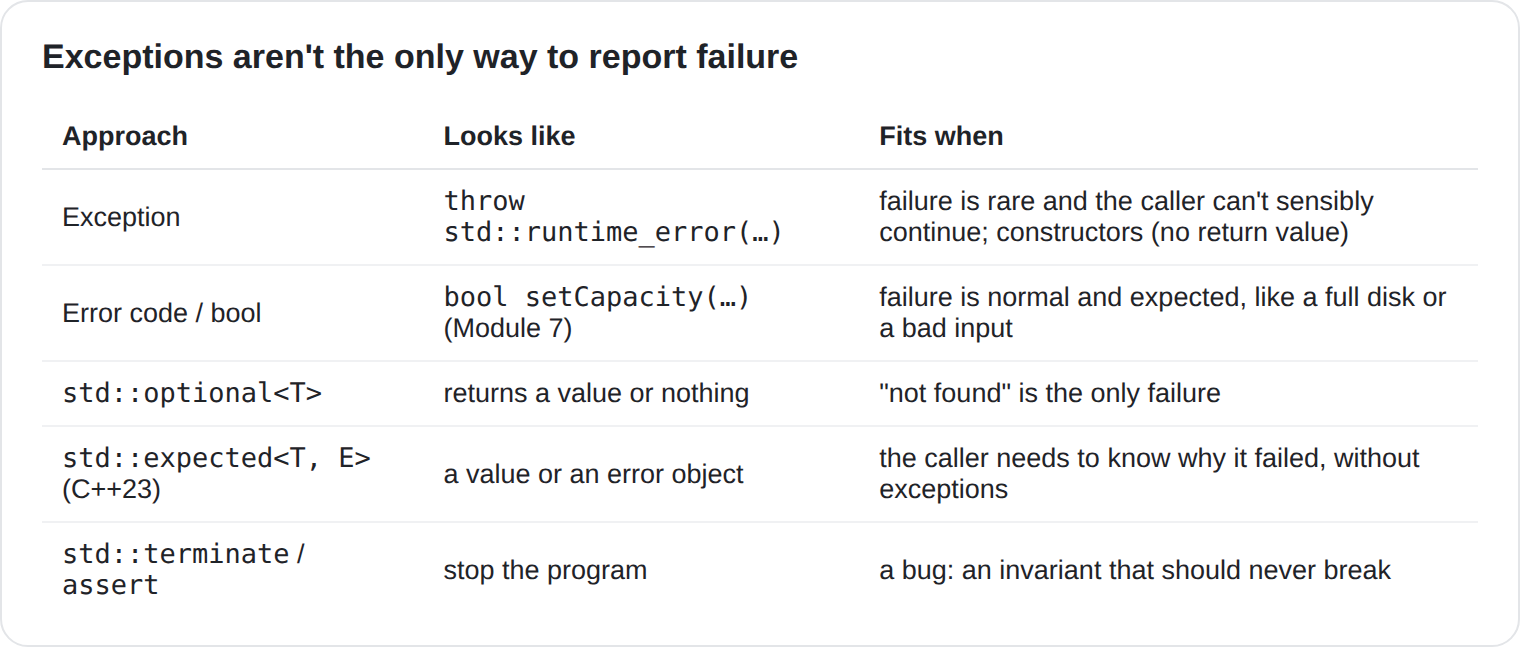 Exceptions aren't the only way to report failure
Approach Looks like Fits when
Exception
throw
std::runtime_error(…)
failure is rare and the caller can't sensibly
continue; constructors (no return value)
Error code / bool
bool setCapacity(…)
(Module 7)
failure is normal and expected, like a full disk or
a bad input
std::optional<T>
returns a value or nothing
"not found" is the only failure
std::expected<T, E>
(C++23)
a value or an error object
the caller needs to know why it failed, without
exceptions
std::terminate /
assert
stop the program
a bug: an invariant that should never break